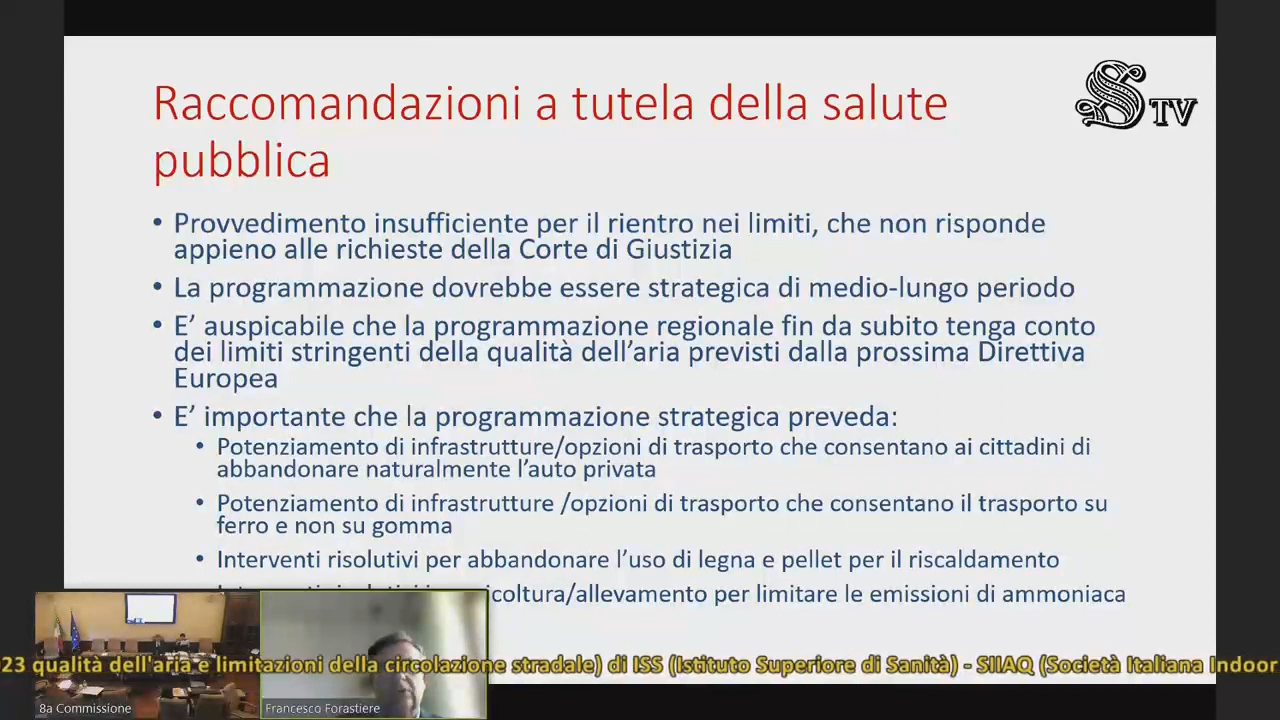 Raccomandazioni a tutela della salute
pubblica
S TV
• Provvedimento insufficiente per il rientro nei limiti, che non risponde
appieno alle richieste della Corte di Giustizia
• La programmazione dovrebbe essere strategica di medio-lungo periodo
• E’ auspicabile che la programmazione regionale fin da subito tenga conto
dei limiti stringenti della qualità dell’aria previsti dalla prossima Direttiva
Europea
• E’ importante che la programmazione strategica preveda:
• Potenziamento di infrastrutture/opzioni di trasporto che consentano ai cittadini di
abbandonare naturalmente l’auto privata
• Potenziamento di infrastrutture /opzioni di trasporto che consentano il trasporto su
ferro e non su gomma
• Interventi risolutivi per abbandonare l’uso di legna e pellet per il riscaldamento
coltura/allevamento per limitare le emissioni di ammoniaca
23 qualità dell'aria e limitazioni della circolazione stradale) di ISS (Istituto Superiore di Sanità) - SIIAQ (Società Italiana Indoor
8a Commissione
Francesco Forastiere